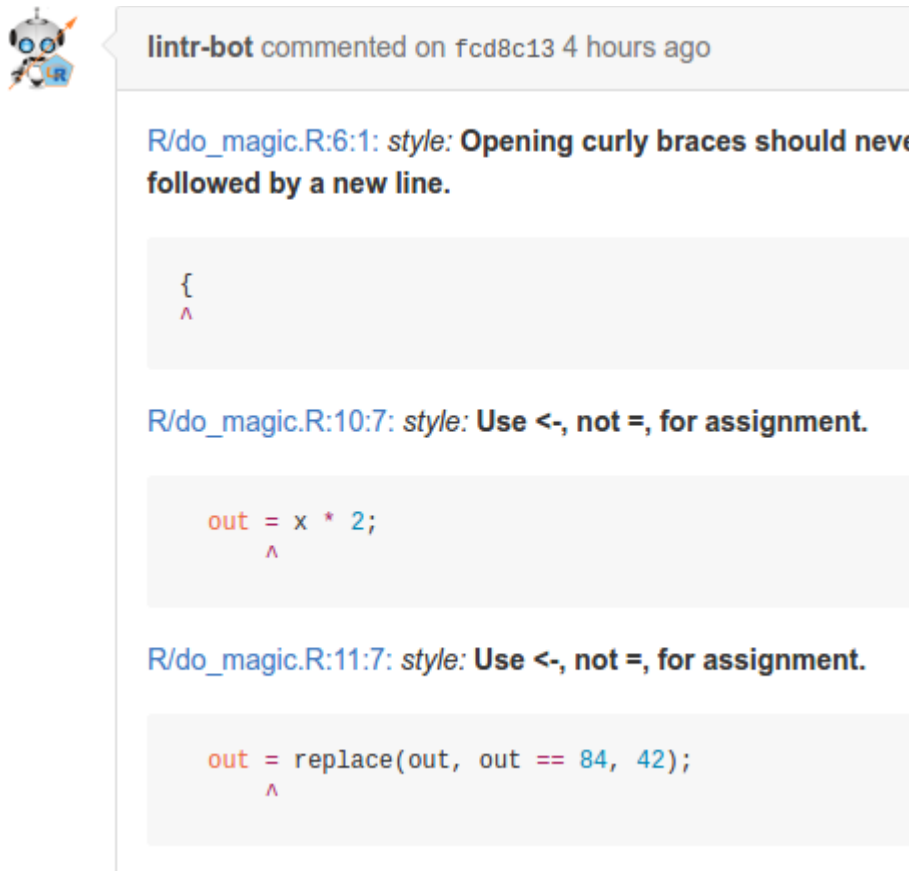 lintr-bot commented on fcd8c13 4 hours ago
R/do_magic.R:6:1: style: Opening curly braces should
followed by a new line.
{
^
R/do_magic.R:10:7: style: Use <-, not =, for assignment.
out = x * 2;
^
R/do_magic.R:11:7: style: Use <-, not =, for assignment.
out = replace(out, out == 84, 42);
^